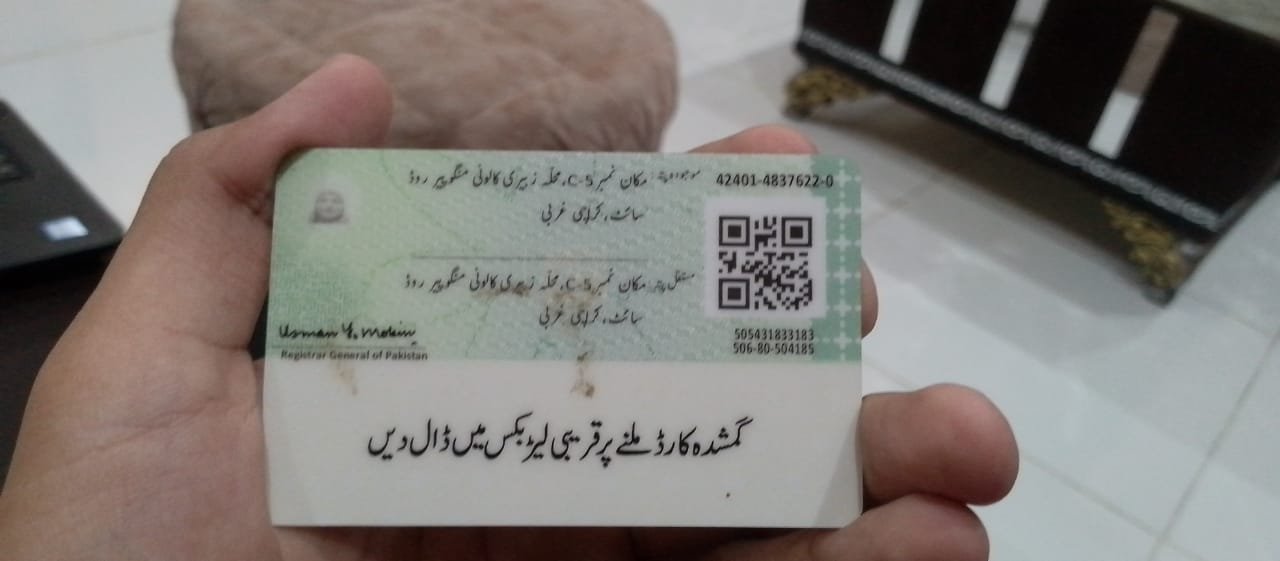 موجودہ پتہ: مکان نمبر C-5، محلہ زبیری کالونی منگوپیر روڈ
42401-4837622-0
سائٹ، کراچی غربی
مستقل پتہ: مکان نمبر C-5، محلہ زبیری کالونی منگوپیر روڈ
سائٹ، کراچی غربی
Usman Y. Mobin
Registrar General of Pakistan
505431833183
506-80-504185
گمشدہ کارڈ ملنے پر قریبی لیٹر بکس میں ڈال دیں